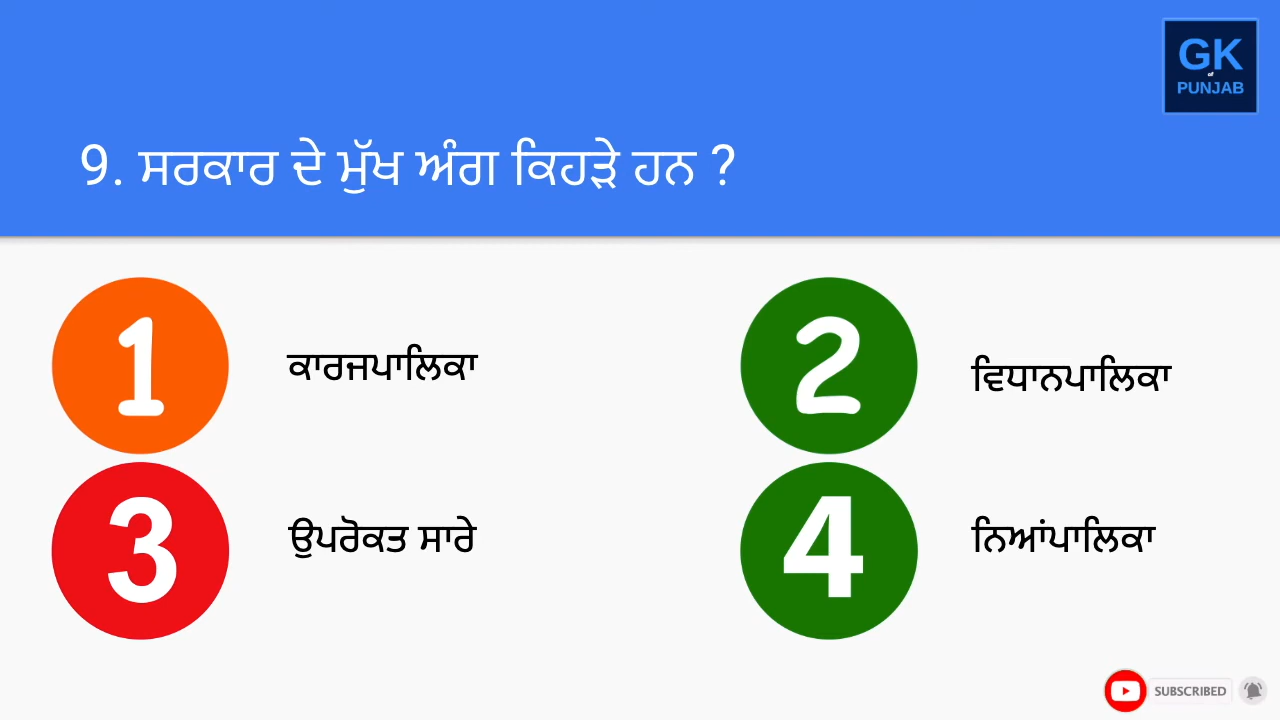 GK
of
PUNJAB
9. ਸਰਕਾਰ ਦੇ ਮੁੱਖ ਅੰਗ ਕਿਹੜੇ ਹਨ ?
1 ਕਾਰਜਪਾਲਿਕਾ
2 ਵਿਧਾਨਪਾਲਿਕਾ
3 ਉਪਰੋਕਤ ਸਾਰੇ
4 ਨਿਆਂਪਾਲਿਕਾ
SUBSCRIBED